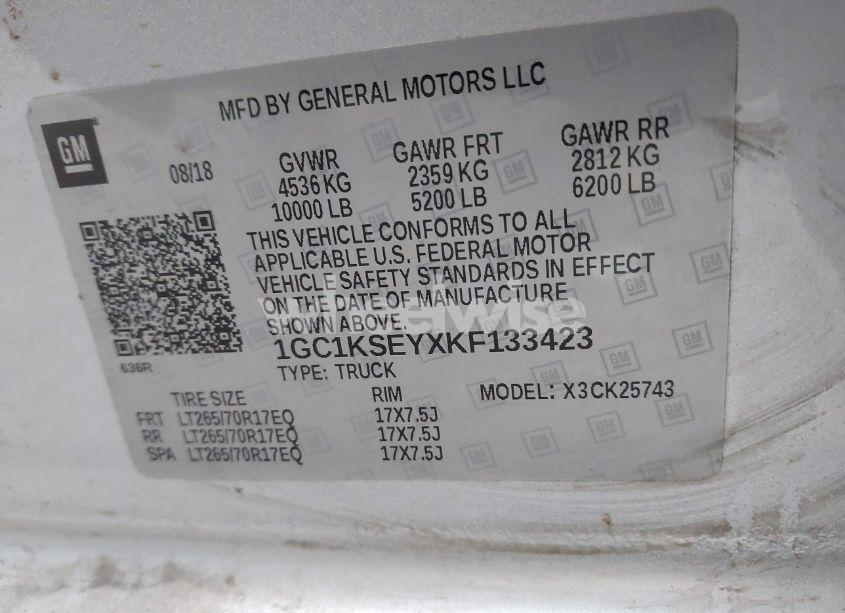 MFD BY GENERAL MOTORS LLC
GM
08/18
GVWR
4536 KG
10000 LB
GAWR FRT
2359 KG
5200 LB
GAWR RR
2812 KG
6200 LB
THIS VEHICLE CONFORMS TO ALL
APPLICABLE U.S. FEDERAL MOTOR
VEHICLE SAFETY STANDARDS IN EFFECT
ON THE DATE OF MANUFACTURE
SHOWN ABOVE.
1GC1KSEYXKF133423
636R
TYPE: TRUCK
MODEL: X3CK25743
TIRE SIZE RIM
FRT LT265/70R17EQ 17X7.5J
RR LT265/70R17EQ 17X7.5J
SPA LT265/70R17EQ 17X7.5J